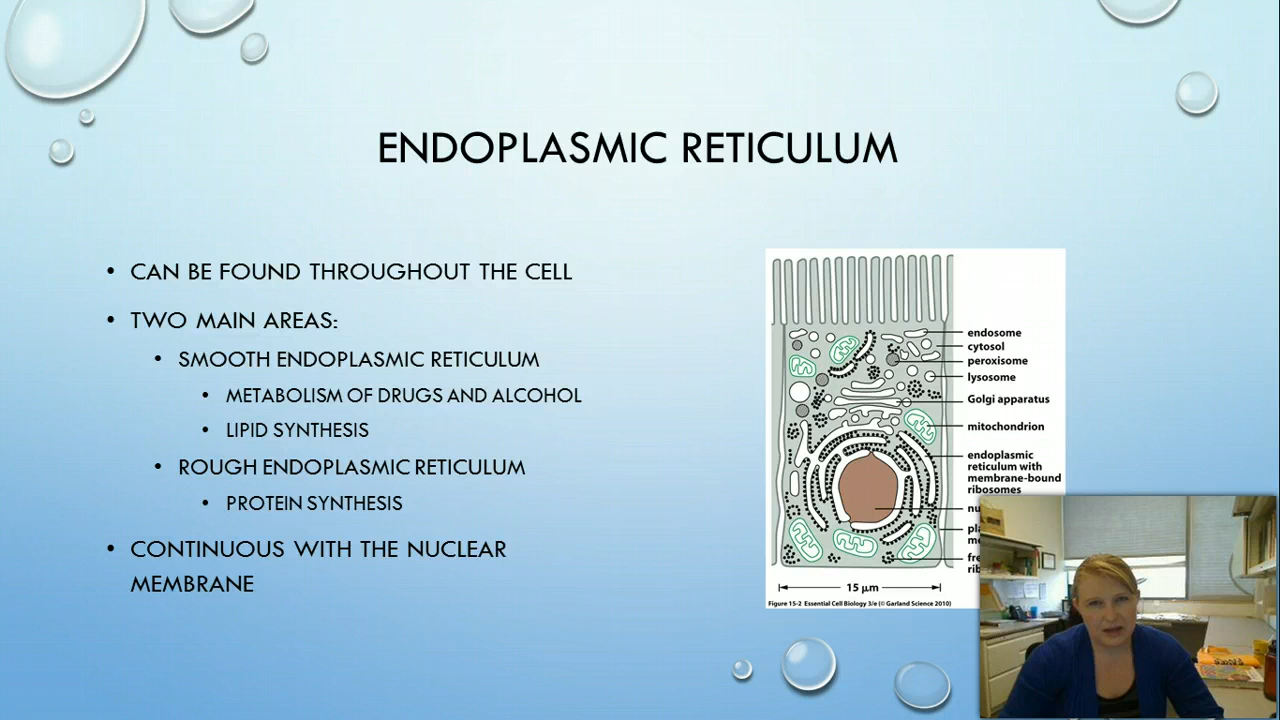 ENDOPLASMIC RETICULUM
• CAN BE FOUND THROUGHOUT THE CELL
• TWO MAIN AREAS:
• SMOOTH ENDOPLASMIC RETICULUM
• METABOLISM OF DRUGS AND ALCOHOL
• LIPID SYNTHESIS
• ROUGH ENDOPLASMIC RETICULUM
• PROTEIN SYNTHESIS
• CONTINUOUS WITH THE NUCLEAR
MEMBRANE
endosome
cytosol
peroxisome
lysosome
Golgi apparatus
mitochondrion
endoplasmic
reticulum with
membrane-bound
ribosomes
15 μm
Figure 15-2 Essential Cell Biology 3/e (© Garland Science 2010)